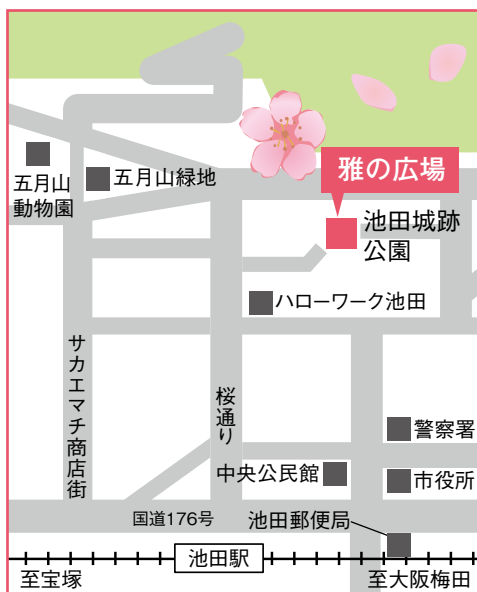 雅の広場
五月山
動物園
五月山緑地
池田城跡
公園
ハローワーク池田
サカエマチ商店街
桜通り
警察署
中央公民館
市役所
国道176号
池田郵便局
池田駅
至宝塚
至大阪梅田